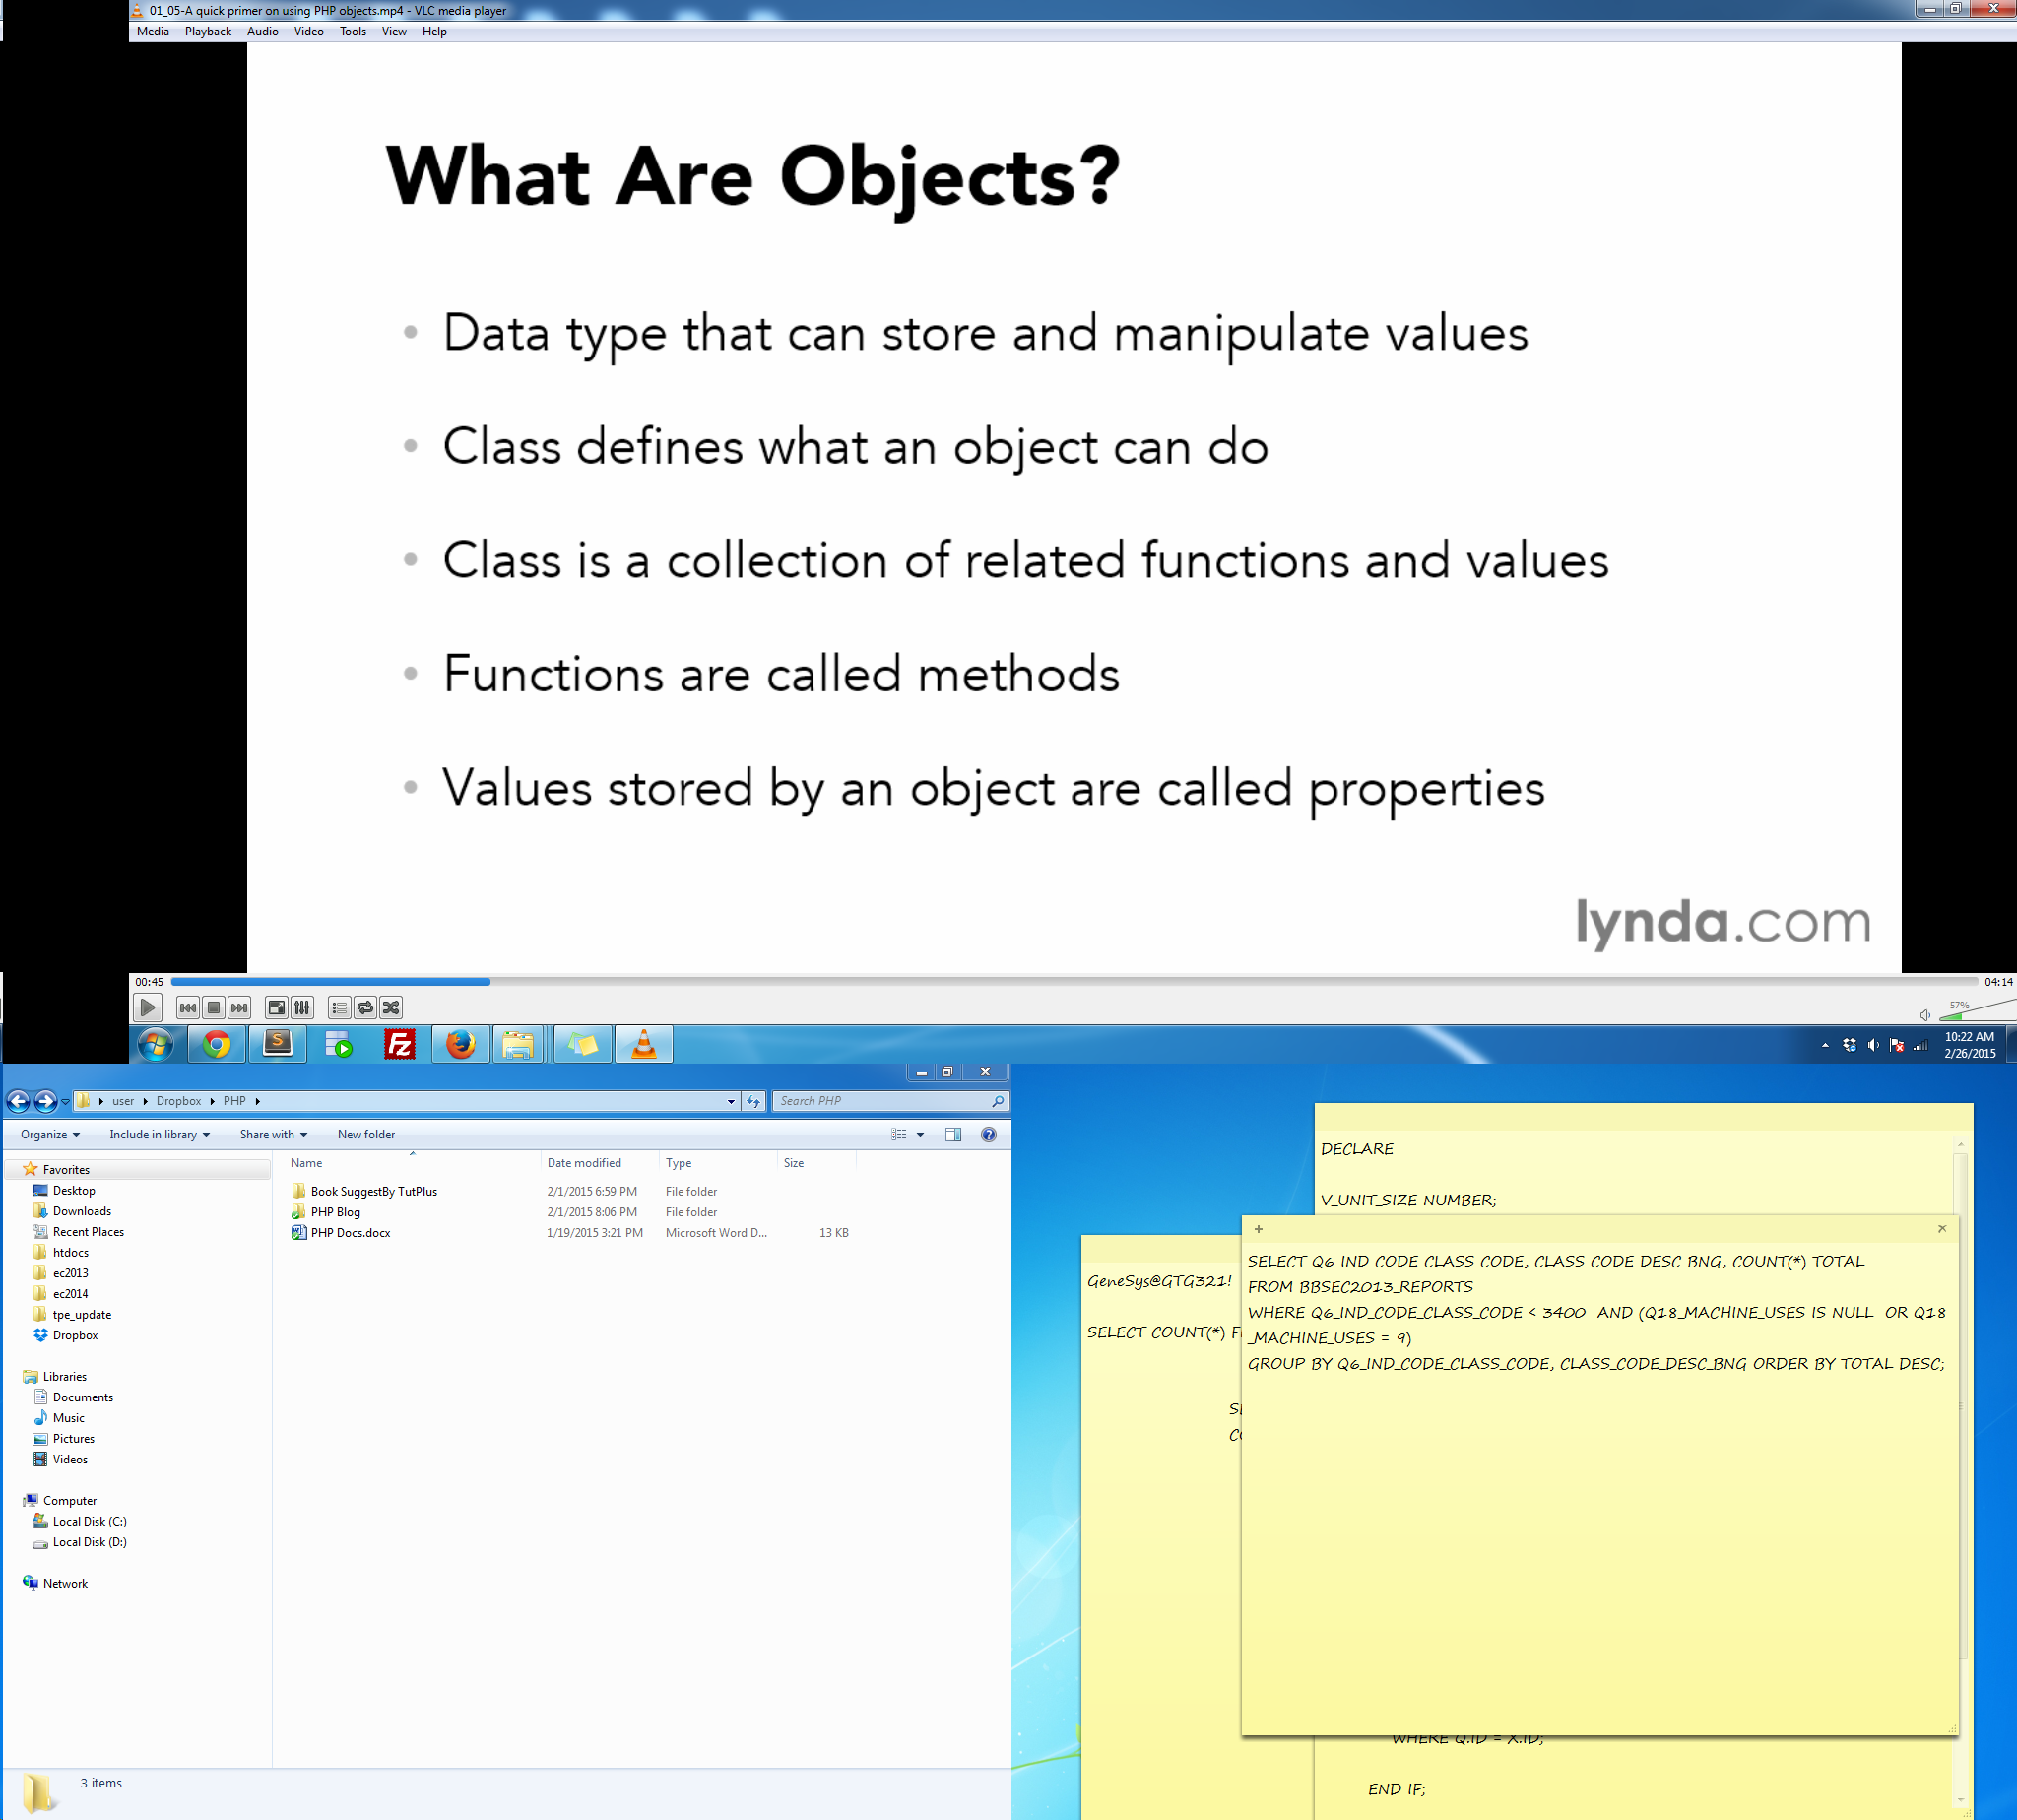 01_05-A quick primer on using PHP objects.mp4 - VLC media player
Media Playback Audio Video Tools View Help
What Are Objects?
Data type that can store and manipulate values
Class defines what an object can do
Class is a collection of related functions and values
Functions are called methods
Values stored by an object are called properties
lynda.com
00:45
04:14
57%
10:22 AM
2/26/2015
user Dropbox PHP
Search PHP
Organize Include in library Share with New folder
Name Date modified Type Size
Book SuggestBy TutPlus 2/1/2015 6:59 PM File folder
PHP Blog 2/1/2015 8:06 PM File folder
PHP Docs.docx 1/19/2015 3:21 PM Microsoft Word D... 13 KB
Favorites
Desktop
Downloads
Recent Places
htdocs
ec2013
ec2014
tpe_update
Dropbox
Libraries
Documents
Music
Pictures
Videos
Computer
Local Disk (C:)
Local Disk (D:)
Network
3 items
DECLARE
V_UNIT_SIZE NUMBER;
GeneSys@GTG321!
SELECT COUNT(*) F
SELECT Q6_IND_CODE_CLASS_CODE, CLASS_CODE_DESC_BNG, COUNT(*) TOTAL
FROM BBSEC2013_REPORTS
WHERE Q6_IND_CODE_CLASS_CODE < 3400 AND (Q18_MACHINE_USES IS NULL OR Q18
_MACHINE_USES = 9)
GROUP BY Q6_IND_CODE_CLASS_CODE, CLASS_CODE_DESC_BNG ORDER BY TOTAL DESC;
WHERE Q.ID = X.ID;
END IF;